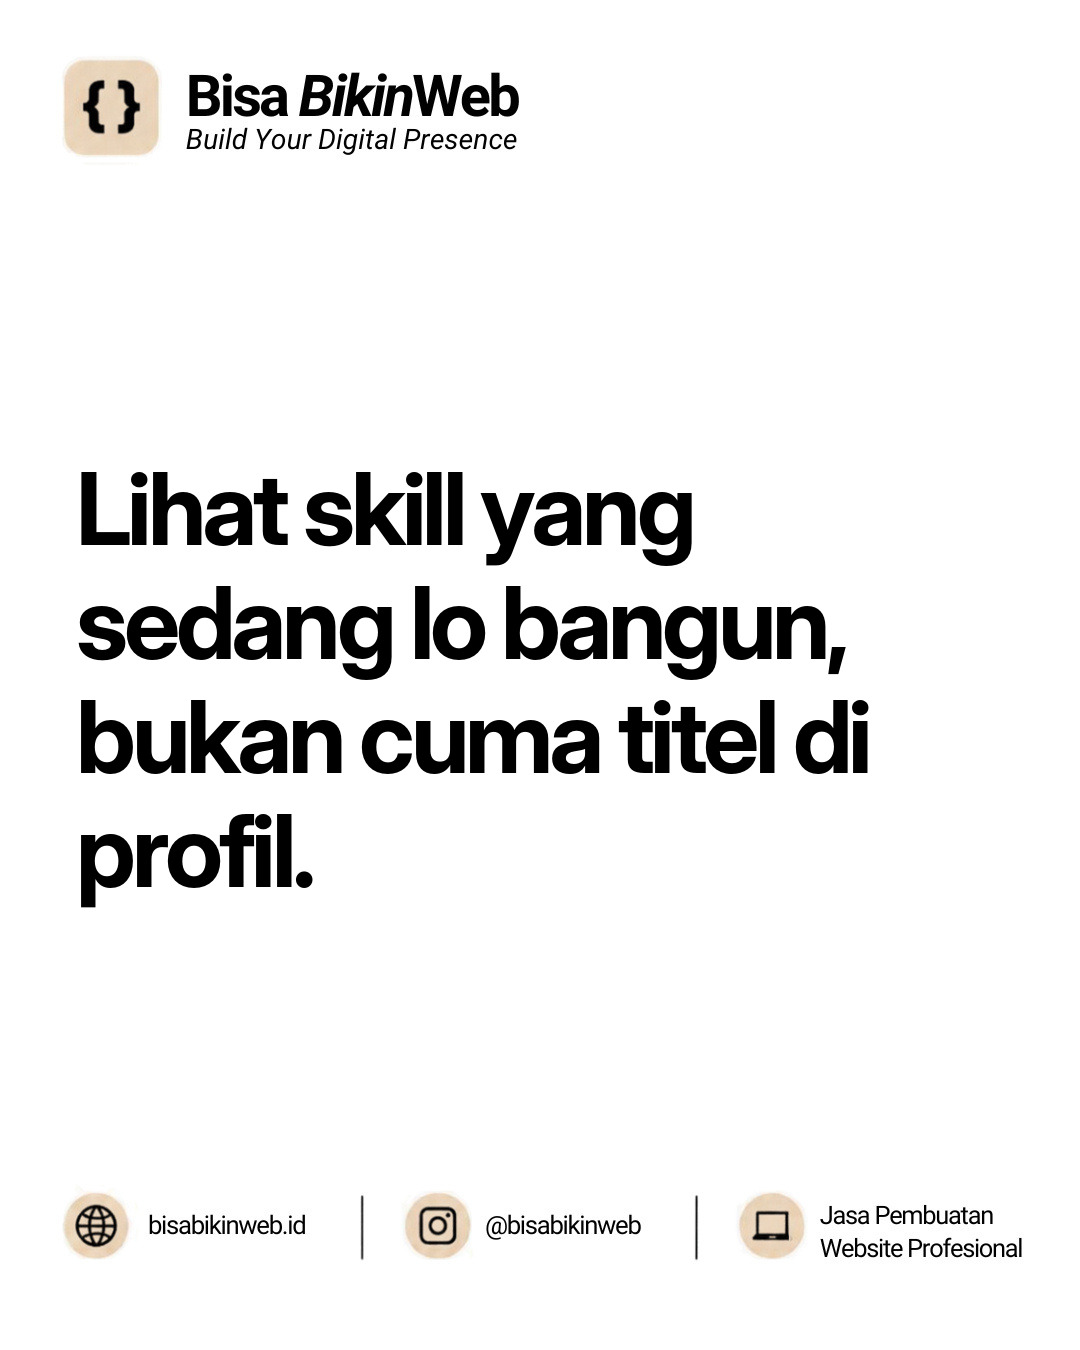 { }
Bisa BikinWeb
Build Your Digital Presence
Lihat skill yang
sedang lo bangun,
bukan cuma titel di
profil.
bisabikinweb.id
@bisabikinweb
Jasa Pembuatan
Website Profesional